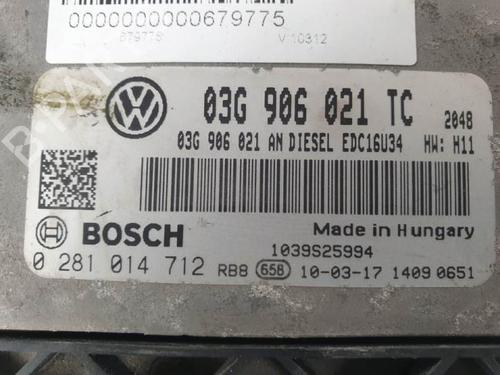 0000000000679775
679775 V 10312
03G 906 021 TC 2048
03G 906 021 AN DIESEL EDC16U34 HW: H11
BOSCH Made in Hungary
1039S25994
0 281 014 712 RB8 658 10-03-17 1409 0651